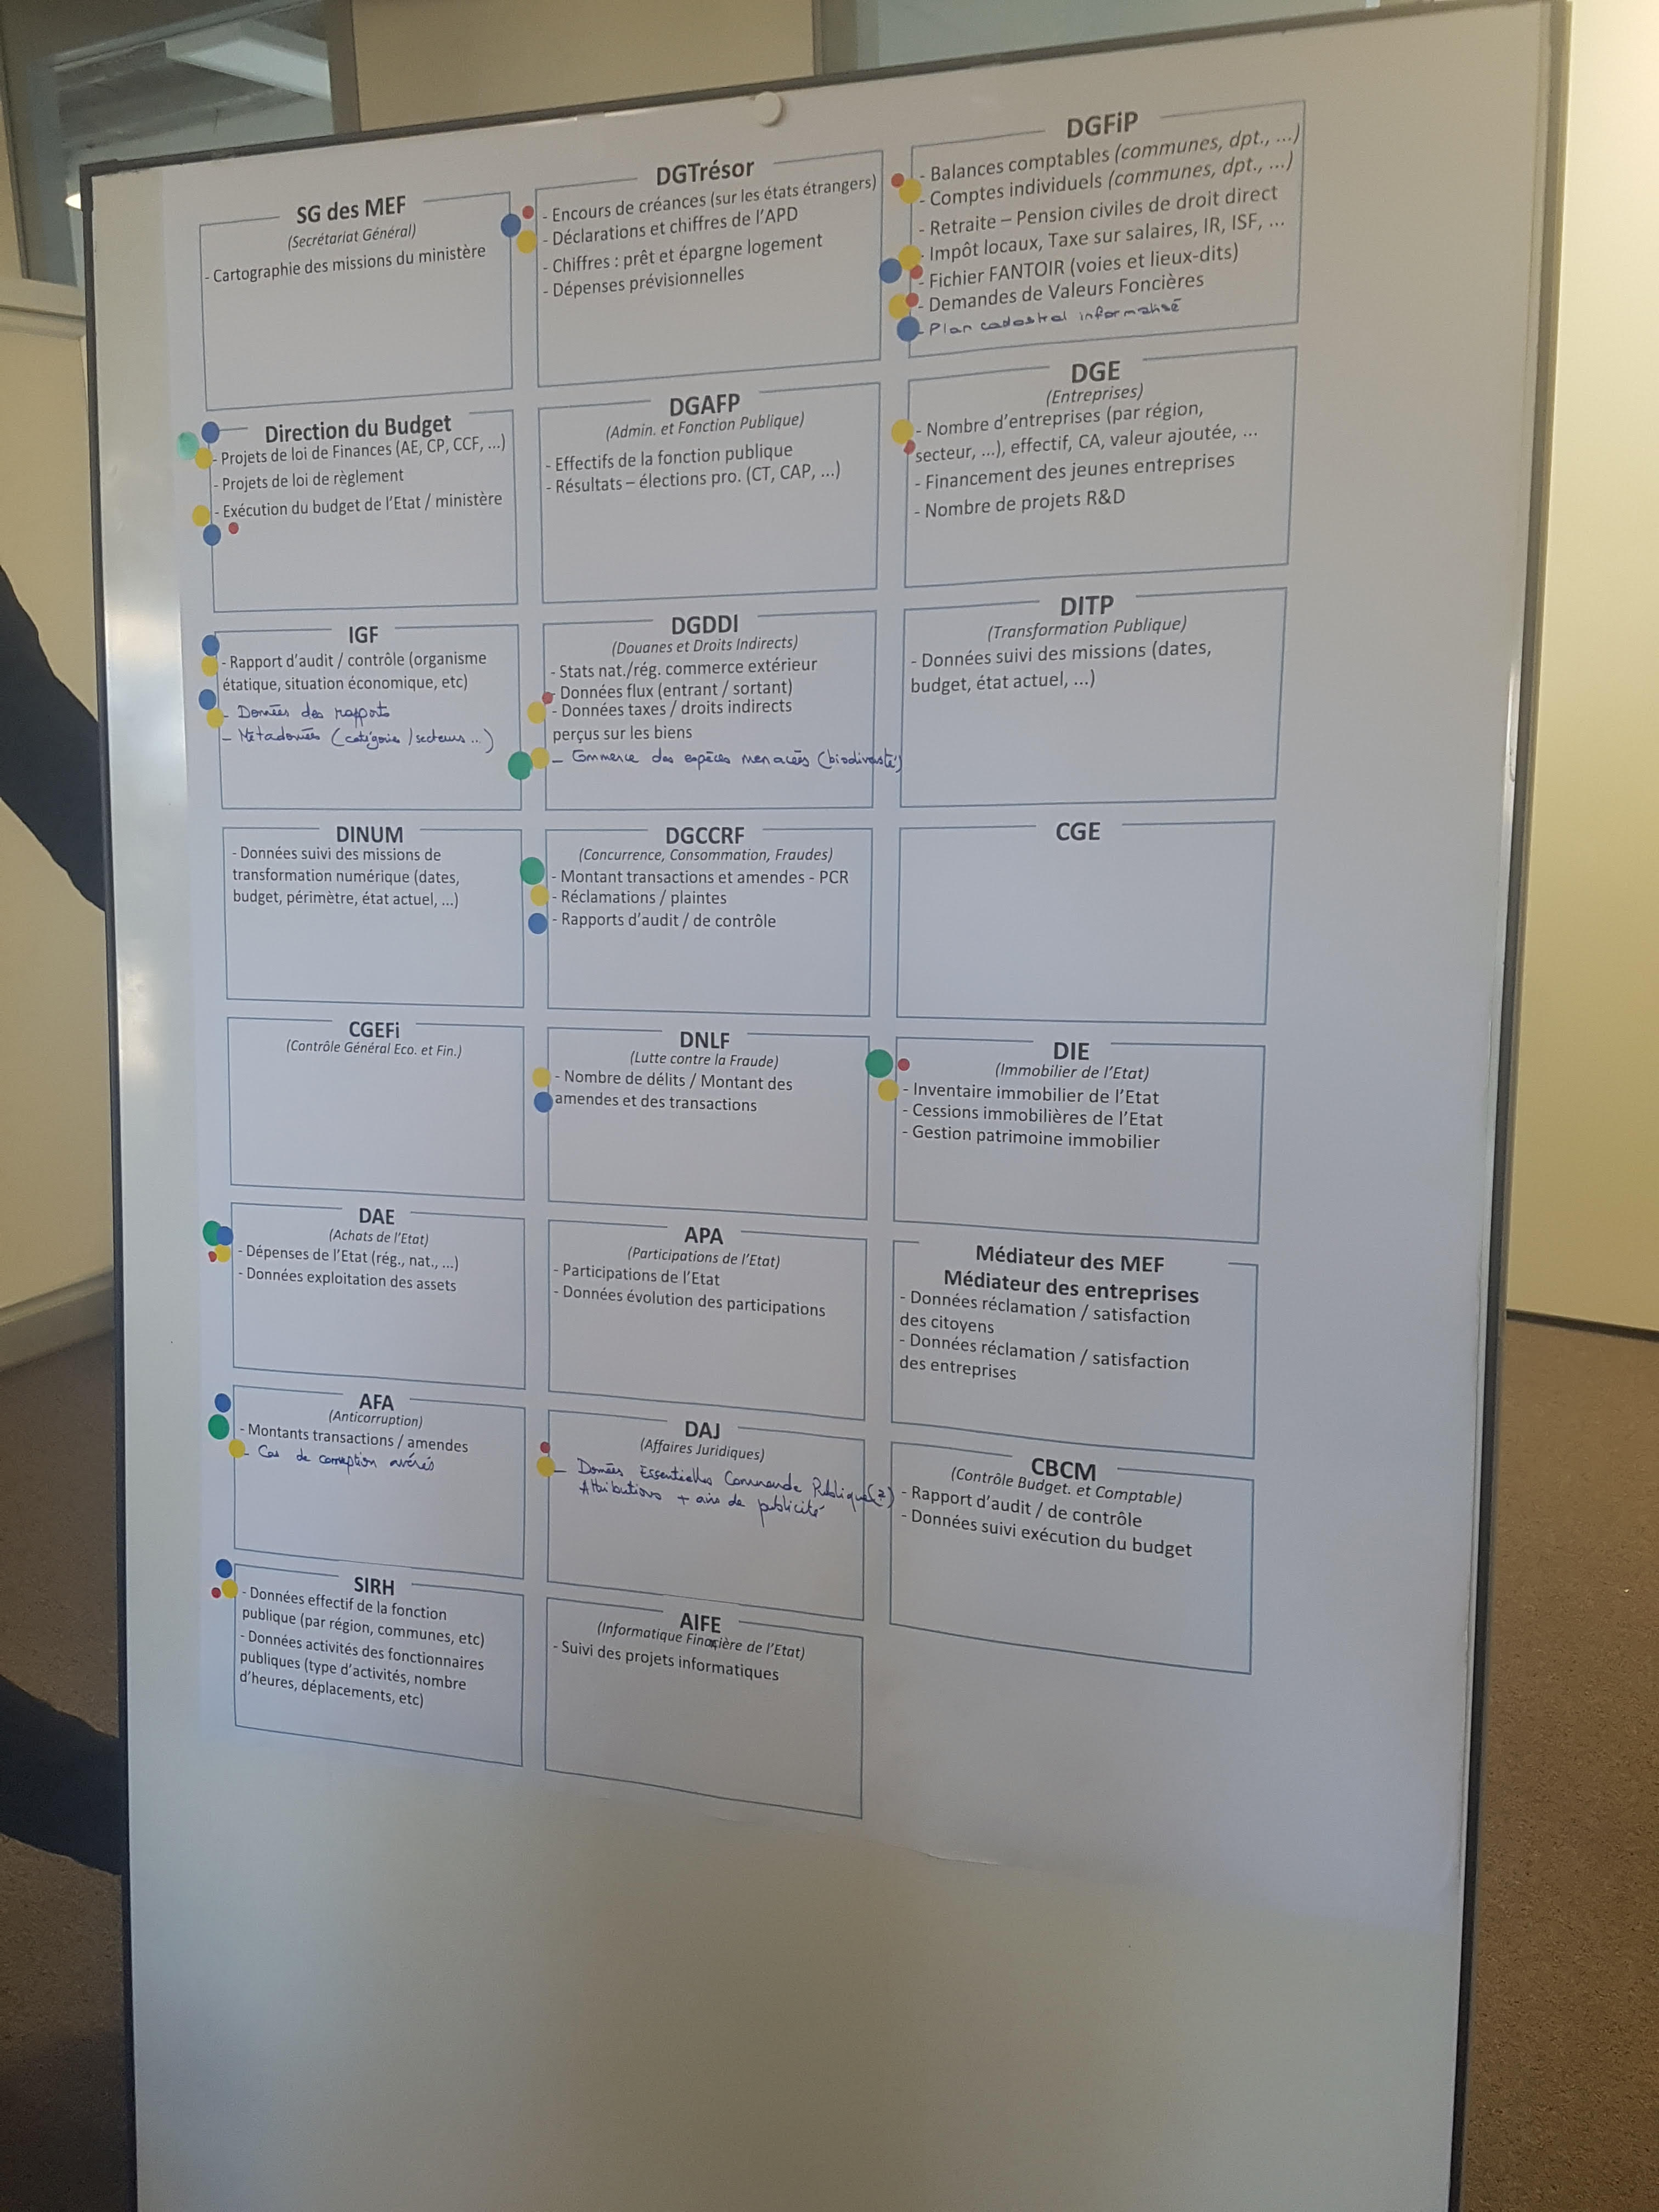 SG des MEF
(Secrétariat Général)
- Cartographie des missions du ministère
DGTrésor
- Encours de créances (sur les états étrangers)
- Déclarations et chiffres de l'APD
- Chiffres : prêt et épargne logement
- Dépenses prévisionnelles
DGFiP
- Balances comptables (communes, dpt., ...)
- Comptes individuels (communes, dpt., ...)
- Retraite – Pension civiles de droit direct
- Impôt locaux, Taxe sur salaires, IR, ISF, ...
- Fichier FANTOIR (voies et lieux-dits)
- Demandes de Valeurs Foncières
- Plan cadastral informatisé
Direction du Budget
- Projets de loi de Finances (AE, CP, CCF, ...)
- Projets de loi de règlement
- Exécution du budget de l'Etat / ministère
DGAFP
(Admin. et Fonction Publique)
- Effectifs de la fonction publique
- Résultats – élections pro. (CT, CAP, ...)
DGE
(Entreprises)
- Nombre d'entreprises (par région,
secteur, ...), effectif, CA, valeur ajoutée, ...
- Financement des jeunes entreprises
- Nombre de projets R&D
IGF
- Rapport d'audit / contrôle (organisme
étatique, situation économique, etc)
- Données des rapports
- Métadonnées (catégorie / secteurs ...)
DGDDI
(Douanes et Droits Indirects)
- Stats nat./rég. commerce extérieur
- Données flux (entrant / sortant)
- Données taxes / droits indirects
perçus sur les biens
- Commerce des espèces menacées (biodiversité)
DITP
(Transformation Publique)
- Données suivi des missions (dates,
budget, état actuel, ...)
DINUM
- Données suivi des missions de
transformation numérique (dates,
budget, périmètre, état actuel, ...)
DGCCRF
(Concurrence, Consommation, Fraudes)
- Montant transactions et amendes - PCR
- Réclamations / plaintes
- Rapports d'audit / de contrôle
CGE
CGEFi
(Contrôle Général Eco. et Fin.)
DNLF
(Lutte contre la Fraude)
- Nombre de délits / Montant des
amendes et des transactions
DIE
(Immobilier de l'Etat)
- Inventaire immobilier de l'Etat
- Cessions immobilières de l'Etat
- Gestion patrimoine immobilier
DAE
(Achats de l'Etat)
- Dépenses de l'Etat (rég., nat., ...)
- Données exploitation des assets
APA
(Participations de l'Etat)
- Participations de l'Etat
- Données évolution des participations
Médiateur des MEF
Médiateur des entreprises
- Données réclamation / satisfaction
des citoyens
- Données réclamation / satisfaction
des entreprises
AFA
(Anticorruption)
- Montants transactions / amendes
- Cas de corruption avérés
DAJ
(Affaires Juridiques)
- Données Essentielles Commande Publique (?)
Attributions + avis de publicité
CBCM
(Contrôle Budget. et Comptable)
- Rapport d'audit / de contrôle
- Données suivi exécution du budget
SIRH
- Données effectif de la fonction
publique (par région, communes, etc)
- Données activités des fonctionnaires
publiques (type d'activités, nombre
d'heures, déplacements, etc)
AIFE
(Informatique Finacière de l'Etat)
- Suivi des projets informatiques